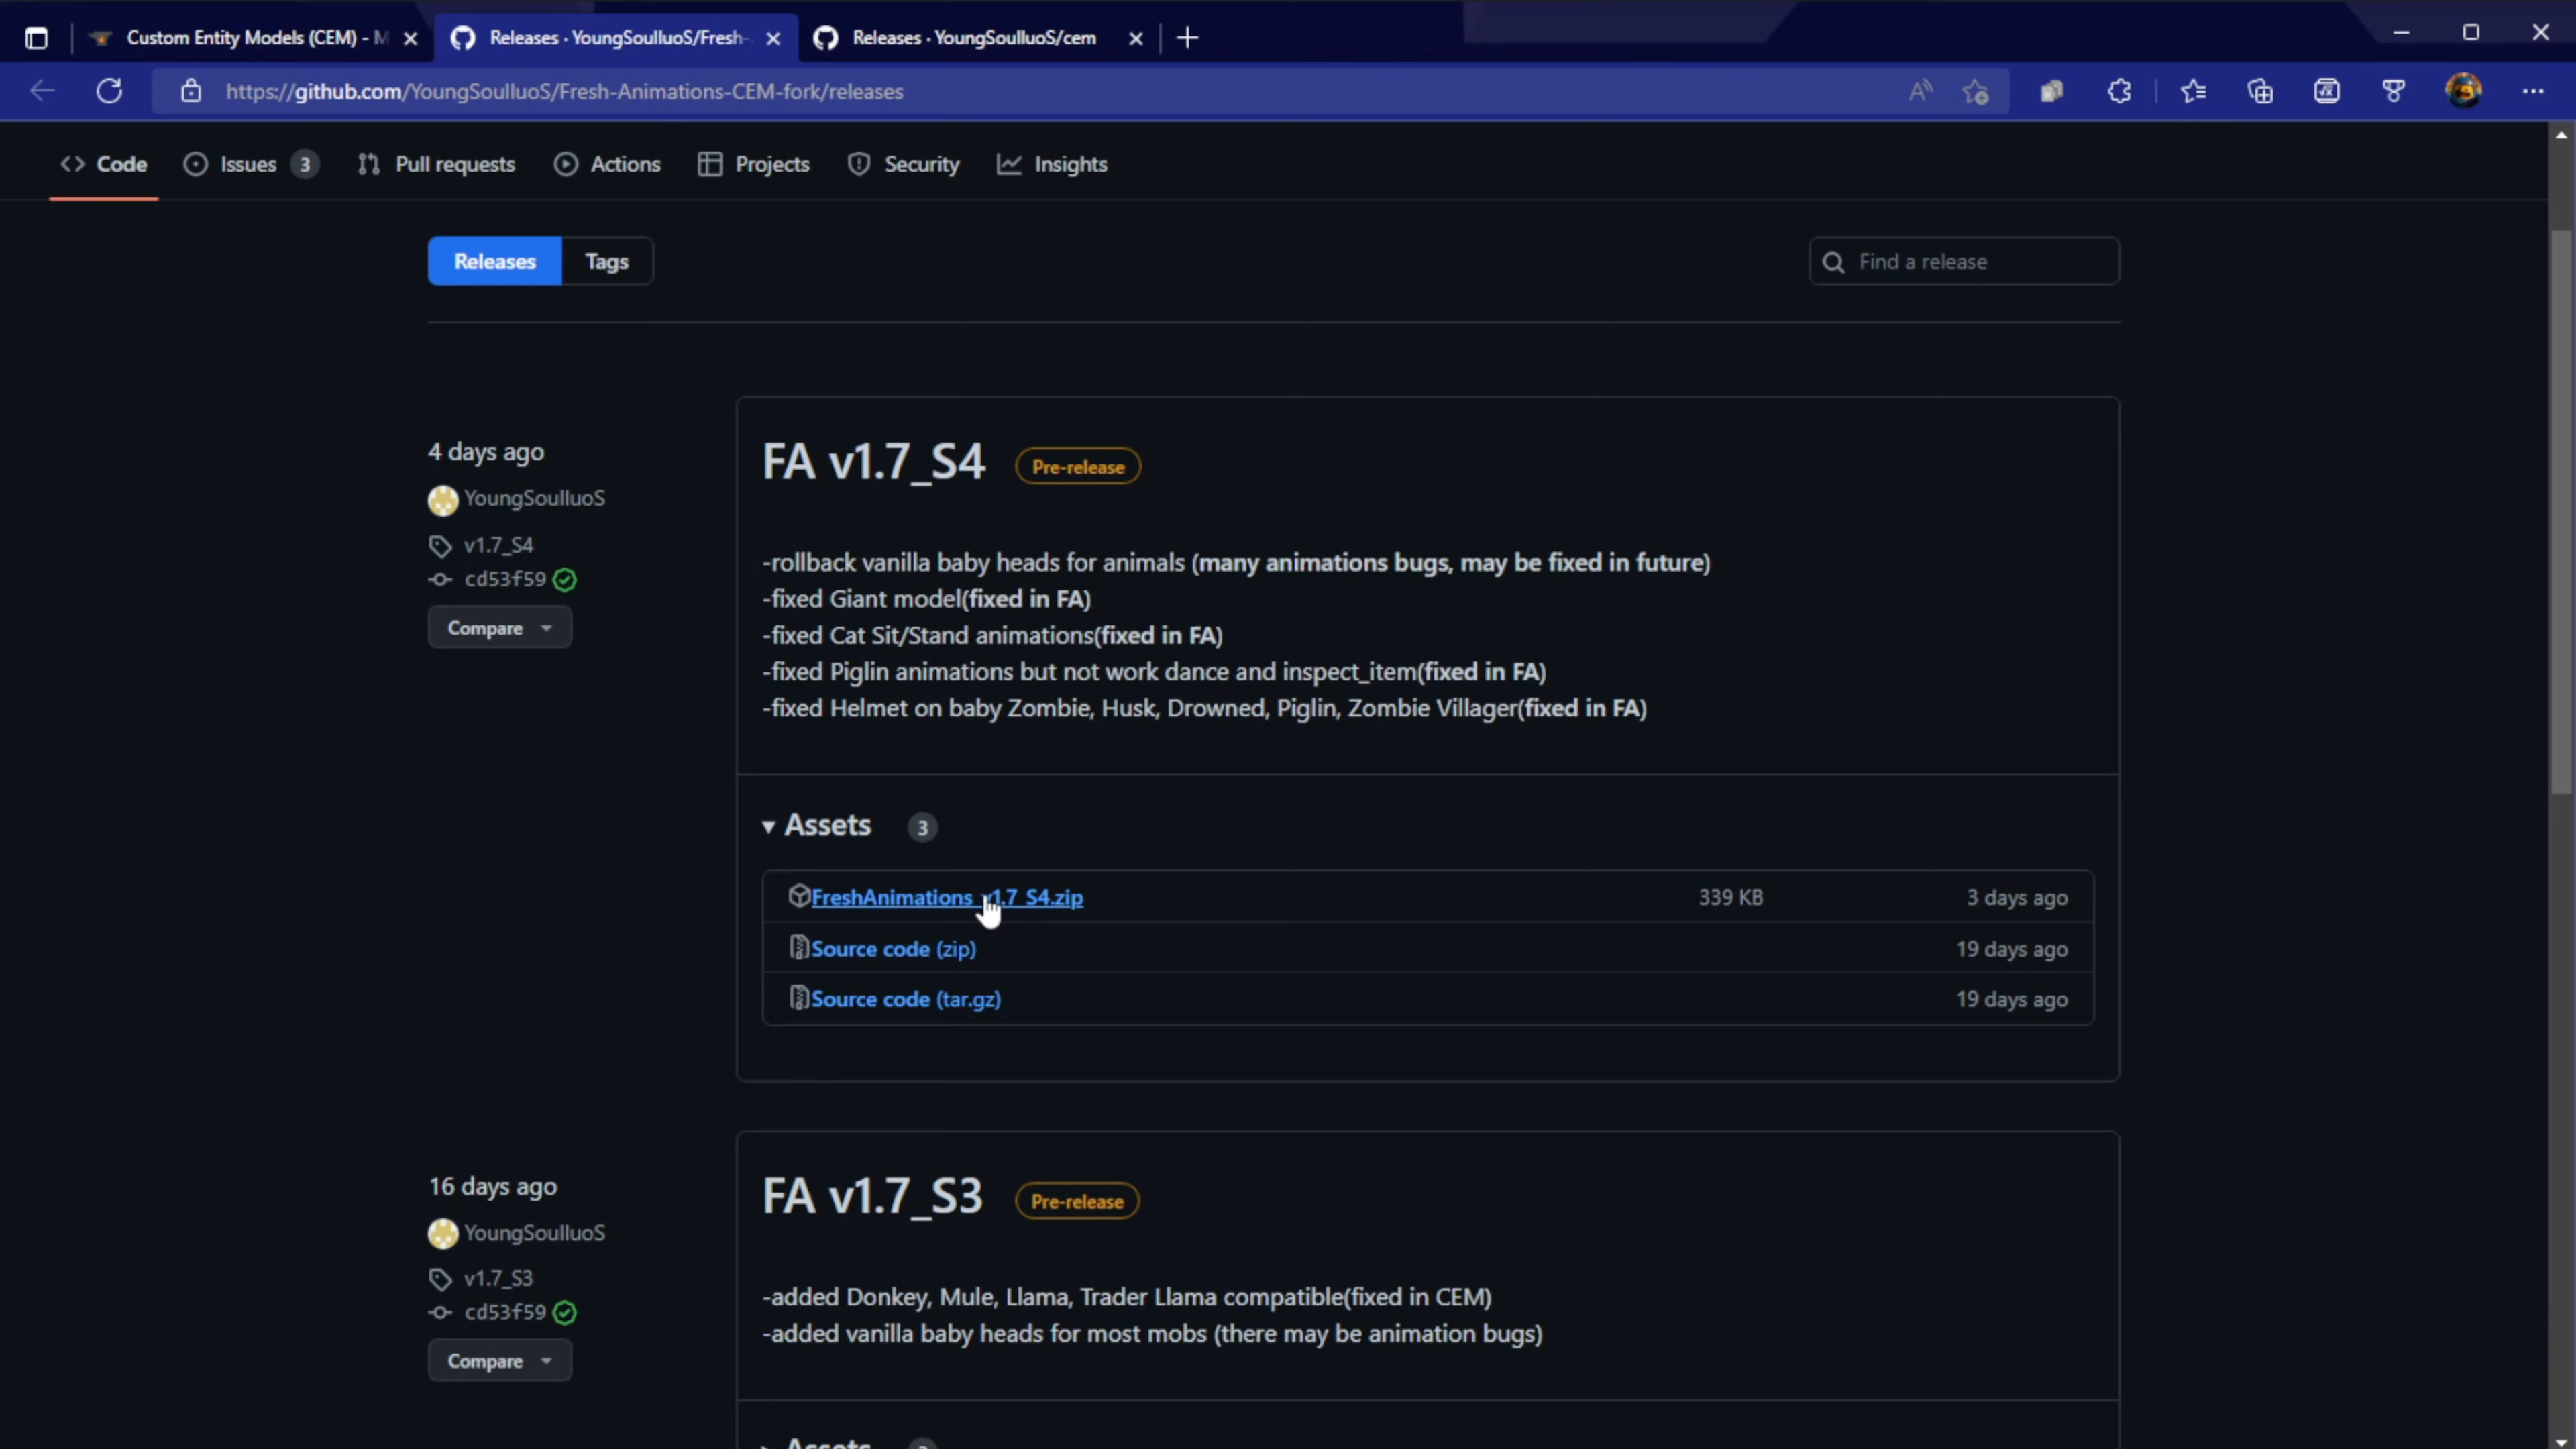 Custom Entity Models (CEM) - M
Releases · YoungSoulluoS/Fresh-
Releases · YoungSoulluoS/cem
https://github.com/YoungSoulluoS/Fresh-Animations-CEM-fork/releases
Code
Issues 3
Pull requests
Actions
Projects
Security
Insights
Releases
Tags
Find a release
4 days ago
YoungSoulluoS
v1.7_S4
cd53f59
Compare
FA v1.7_S4 Pre-release
-rollback vanilla baby heads for animals (many animations bugs, may be fixed in future)
-fixed Giant model(fixed in FA)
-fixed Cat Sit/Stand animations(fixed in FA)
-fixed Piglin animations but not work dance and inspect_item(fixed in FA)
-fixed Helmet on baby Zombie, Husk, Drowned, Piglin, Zombie Villager(fixed in FA)
Assets 3
FreshAnimations_v1.7_S4.zip 339 KB 3 days ago
Source code (zip) 19 days ago
Source code (tar.gz) 19 days ago
16 days ago
YoungSoulluoS
v1.7_S3
cd53f59
Compare
FA v1.7_S3 Pre-release
-added Donkey, Mule, Llama, Trader Llama compatible(fixed in CEM)
-added vanilla baby heads for most mobs (there may be animation bugs)
Assets